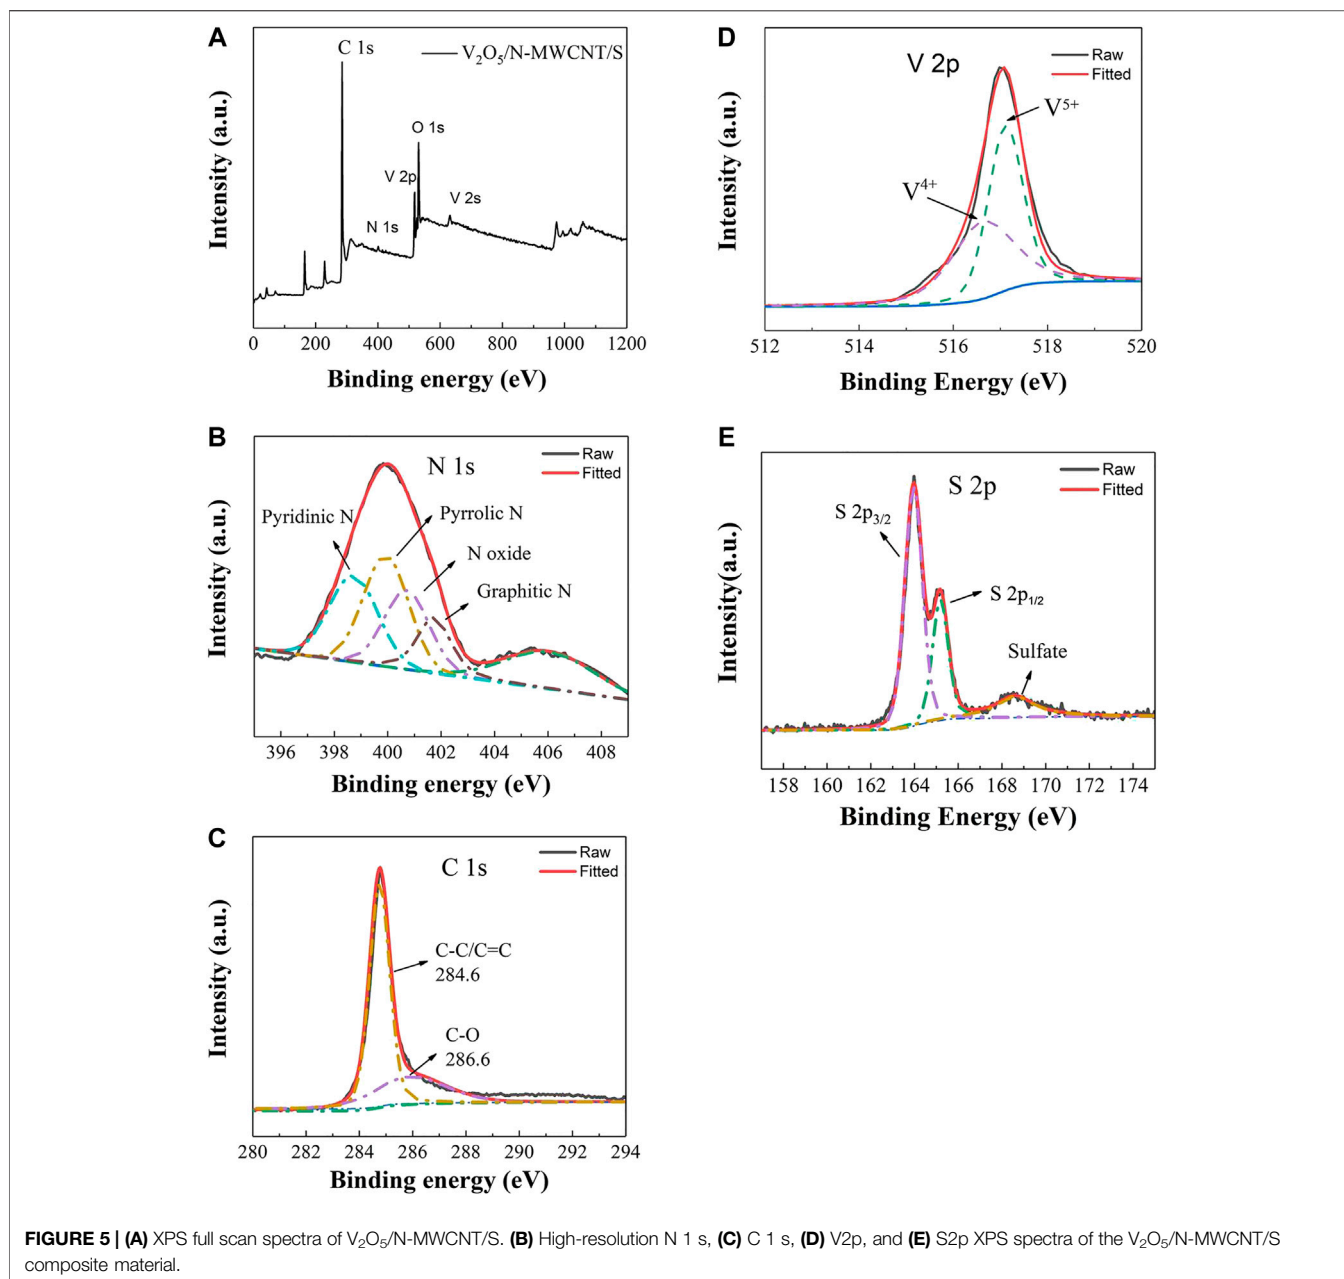 A
C 1s
V₂O₅/N-MWCNT/S
O 1s
V 2p
V 2s
N 1s
Intensity (a.u.)
0 200 400 600 800 1000 1200
Binding energy (eV)
D
V 2p
Raw
Fitted
V⁵⁺
V⁴⁺
Intensity (a.u.)
512 514 516 518 520
Binding Energy (eV)
B
N 1s
Raw
Fitted
Pyridinic N
Pyrrolic N
N oxide
Graphitic N
Intensity (a.u.)
396 398 400 402 404 406 408
Binding energy (eV)
E
S 2p
Raw
Fitted
S 2p₃/₂
S 2p₁/₂
Sulfate
Intensity(a.u.)
158 160 162 164 166 168 170 172 174
Binding Energy (eV)
C
C 1s
Raw
Fitted
C-C/C=C
284.6
C-O
286.6
Intensity (a.u.)
280 282 284 286 288 290 292 294
Binding energy (eV)
FIGURE 5 | (A) XPS full scan spectra of V₂O₅/N-MWCNT/S. (B) High-resolution N 1 s, (C) C 1 s, (D) V2p, and (E) S2p XPS spectra of the V₂O₅/N-MWCNT/S
composite material.